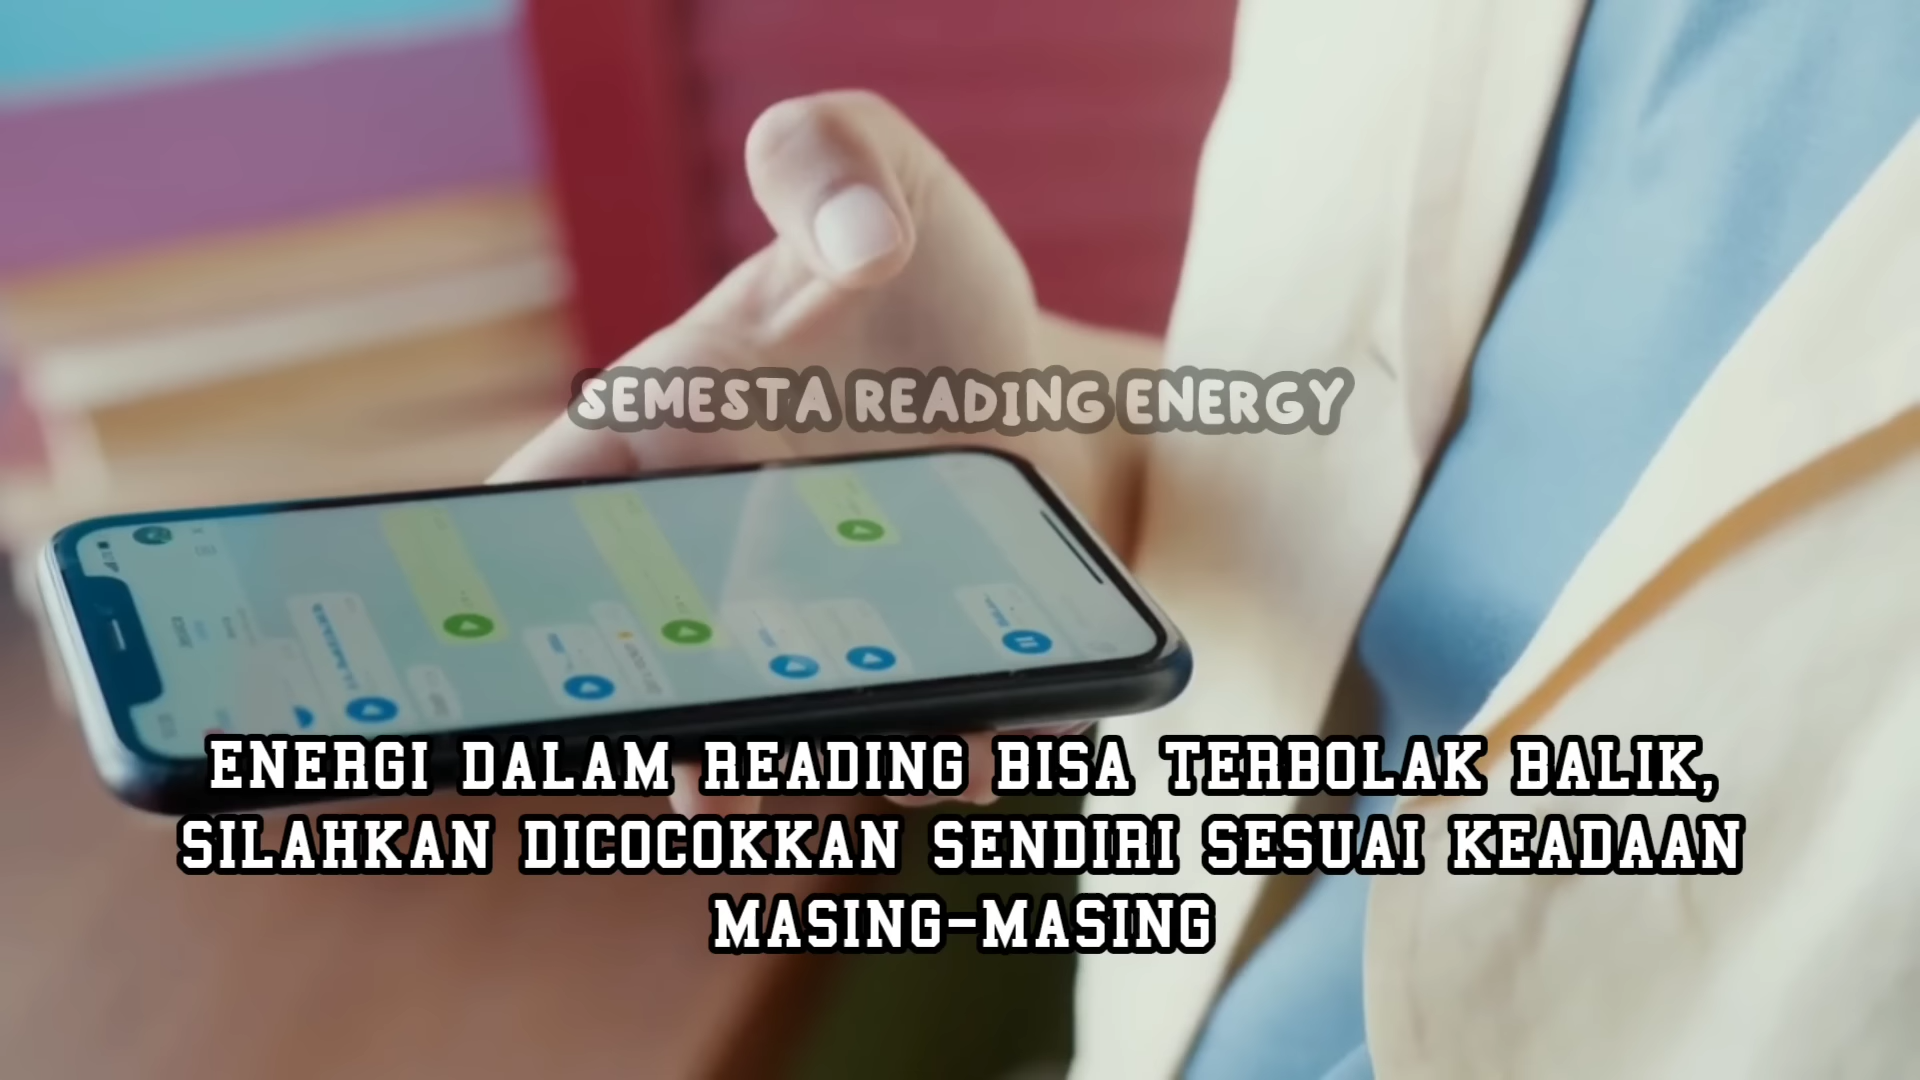 SEMESTA READING ENERGY
ENERGI DALAM READING BISA TERBOLAK BALIK,
SILAHKAN DICOCOKKAN SENDIRI SESUAI KEADAAN
MASING-MASING